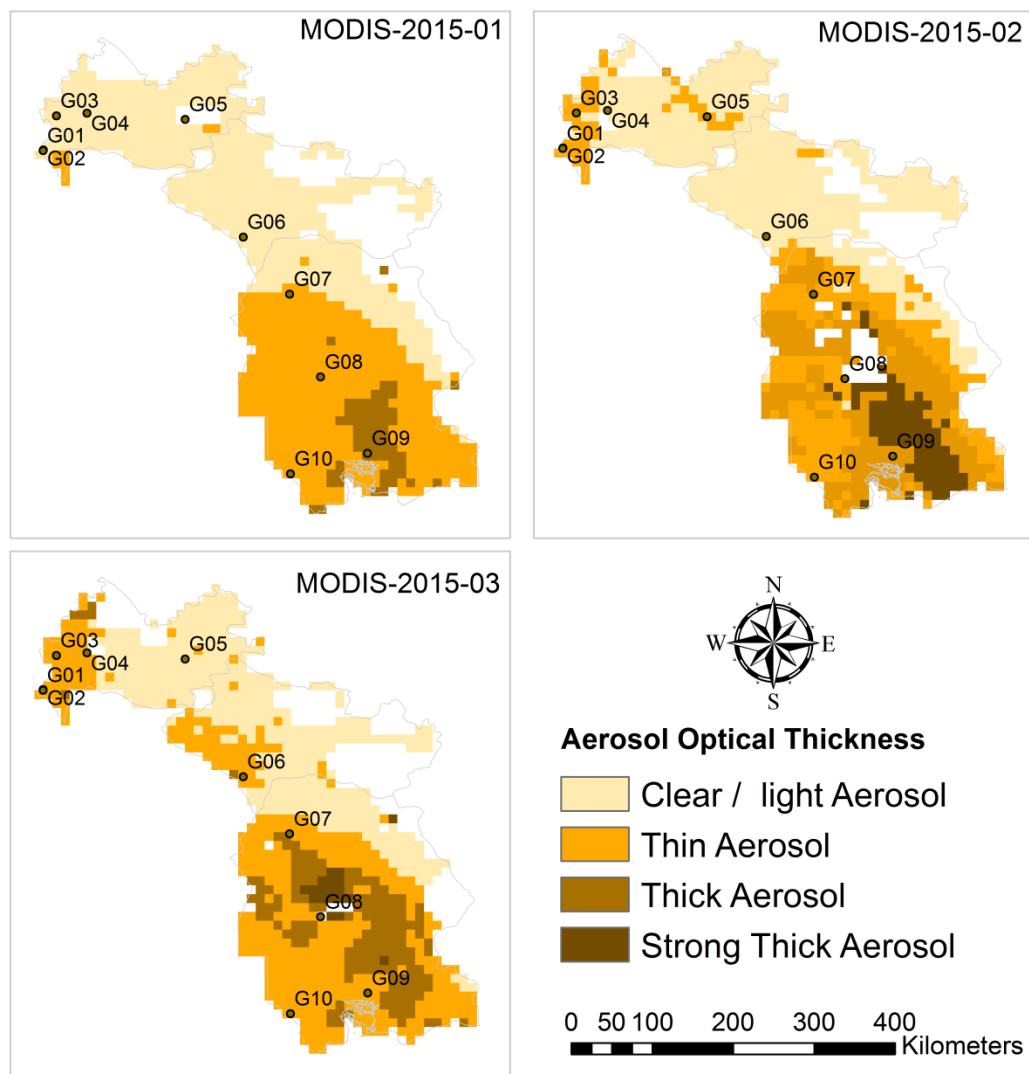 MODIS-2015-01
G03
G04
G05
G01
G02
G06
G07
G08
G09
G10
MODIS-2015-02
G03
G04
G05
G01
G02
G06
G07
G08
G09
G10
MODIS-2015-03
G03
G04
G05
G01
G02
G06
G07
G08
G09
G10
N
W E
S
Aerosol Optical Thickness
Clear / light Aerosol
Thin Aerosol
Thick Aerosol
Strong Thick Aerosol
0 50 100 200 300 400
Kilometers